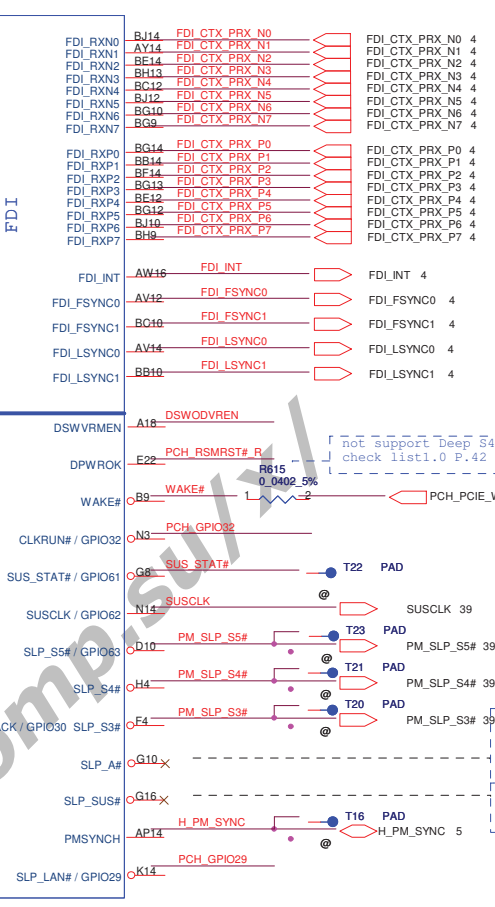 FDI_RXN0 BJ14 FDI_CTX_PRX_N0 FDI_CTX_PRX_N0 4
FDI_RXN1 AY14 FDI_CTX_PRX_N1 FDI_CTX_PRX_N1 4
FDI_RXN2 BE14 FDI_CTX_PRX_N2 FDI_CTX_PRX_N2 4
FDI_RXN3 BH13 FDI_CTX_PRX_N3 FDI_CTX_PRX_N3 4
FDI_RXN4 BC12 FDI_CTX_PRX_N4 FDI_CTX_PRX_N4 4
FDI_RXN5 BJ12 FDI_CTX_PRX_N5 FDI_CTX_PRX_N5 4
FDI_RXN6 BG10 FDI_CTX_PRX_N6 FDI_CTX_PRX_N6 4
FDI_RXN7 BG9 FDI_CTX_PRX_N7 FDI_CTX_PRX_N7 4
FDI_RXP0 BG14 FDI_CTX_PRX_P0 FDI_CTX_PRX_P0 4
FDI_RXP1 BB14 FDI_CTX_PRX_P1 FDI_CTX_PRX_P1 4
FDI_RXP2 BF14 FDI_CTX_PRX_P2 FDI_CTX_PRX_P2 4
FDI_RXP3 BG13 FDI_CTX_PRX_P3 FDI_CTX_PRX_P3 4
FDI_RXP4 BE12 FDI_CTX_PRX_P4 FDI_CTX_PRX_P4 4
FDI_RXP5 BG12 FDI_CTX_PRX_P5 FDI_CTX_PRX_P5 4
FDI_RXP6 BJ10 FDI_CTX_PRX_P6 FDI_CTX_PRX_P6 4
FDI_RXP7 BH9 FDI_CTX_PRX_P7 FDI_CTX_PRX_P7 4
FDI
FDI_INT AW16 FDI_INT FDI_INT 4
FDI_FSYNC0 AV12 FDI_FSYNC0 FDI_FSYNC0 4
FDI_FSYNC1 BC10 FDI_FSYNC1 FDI_FSYNC1 4
FDI_LSYNC0 AV14 FDI_LSYNC0 FDI_LSYNC0 4
FDI_LSYNC1 BB10 FDI_LSYNC1 FDI_LSYNC1 4
DSWVRMEN A18 DSWODVREN
not support Deep S4
check list1.0 P.42
DPWROK E22 PCH_RSMRST#_R
R615
0_0402_5%
WAKE# B9 WAKE# 1 2 PCH_PCIE_W
CLKRUN# / GPIO32 N3 PCH_GPIO32
SUS_STAT# / GPIO61 G8 SUS_STAT# T22 PAD
@
SUSCLK / GPIO62 N14 SUSCLK SUSCLK 39
T23 PAD
SLP_S5# / GPIO63 D10 PM_SLP_S5# PM_SLP_S5# 39
@
T21 PAD
SLP_S4# H4 PM_SLP_S4# PM_SLP_S4# 39
@
T20 PAD
ACK / GPIO30 SLP_S3# F4 PM_SLP_S3# PM_SLP_S3# 39
@
SLP_A# G10
SLP_SUS# G16
T16 PAD
PMSYNCH AP14 H_PM_SYNC H_PM_SYNC 5
@
SLP_LAN# / GPIO29 K14 PCH_GPIO29
omp.su/x/